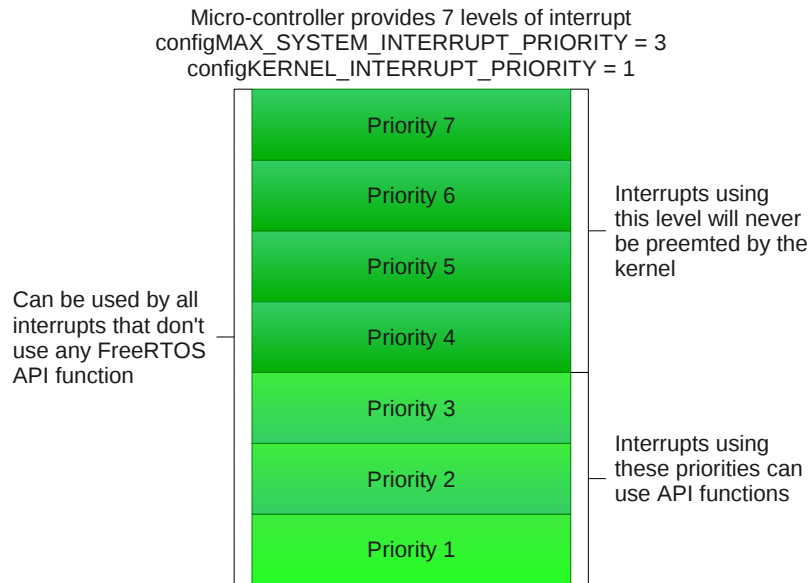 Micro-controller provides 7 levels of interrupt
configMAX_SYSTEM_INTERRUPT_PRIORITY = 3
configKERNEL_INTERRUPT_PRIORITY = 1
Priority 7
Priority 6
Priority 5
Priority 4
Priority 3
Priority 2
Priority 1
Can be used by all
interrupts that don't
use any FreeRTOS
API function
Interrupts using
this level will never
be preemted by the
kernel
Interrupts using
these priorities can
use API functions